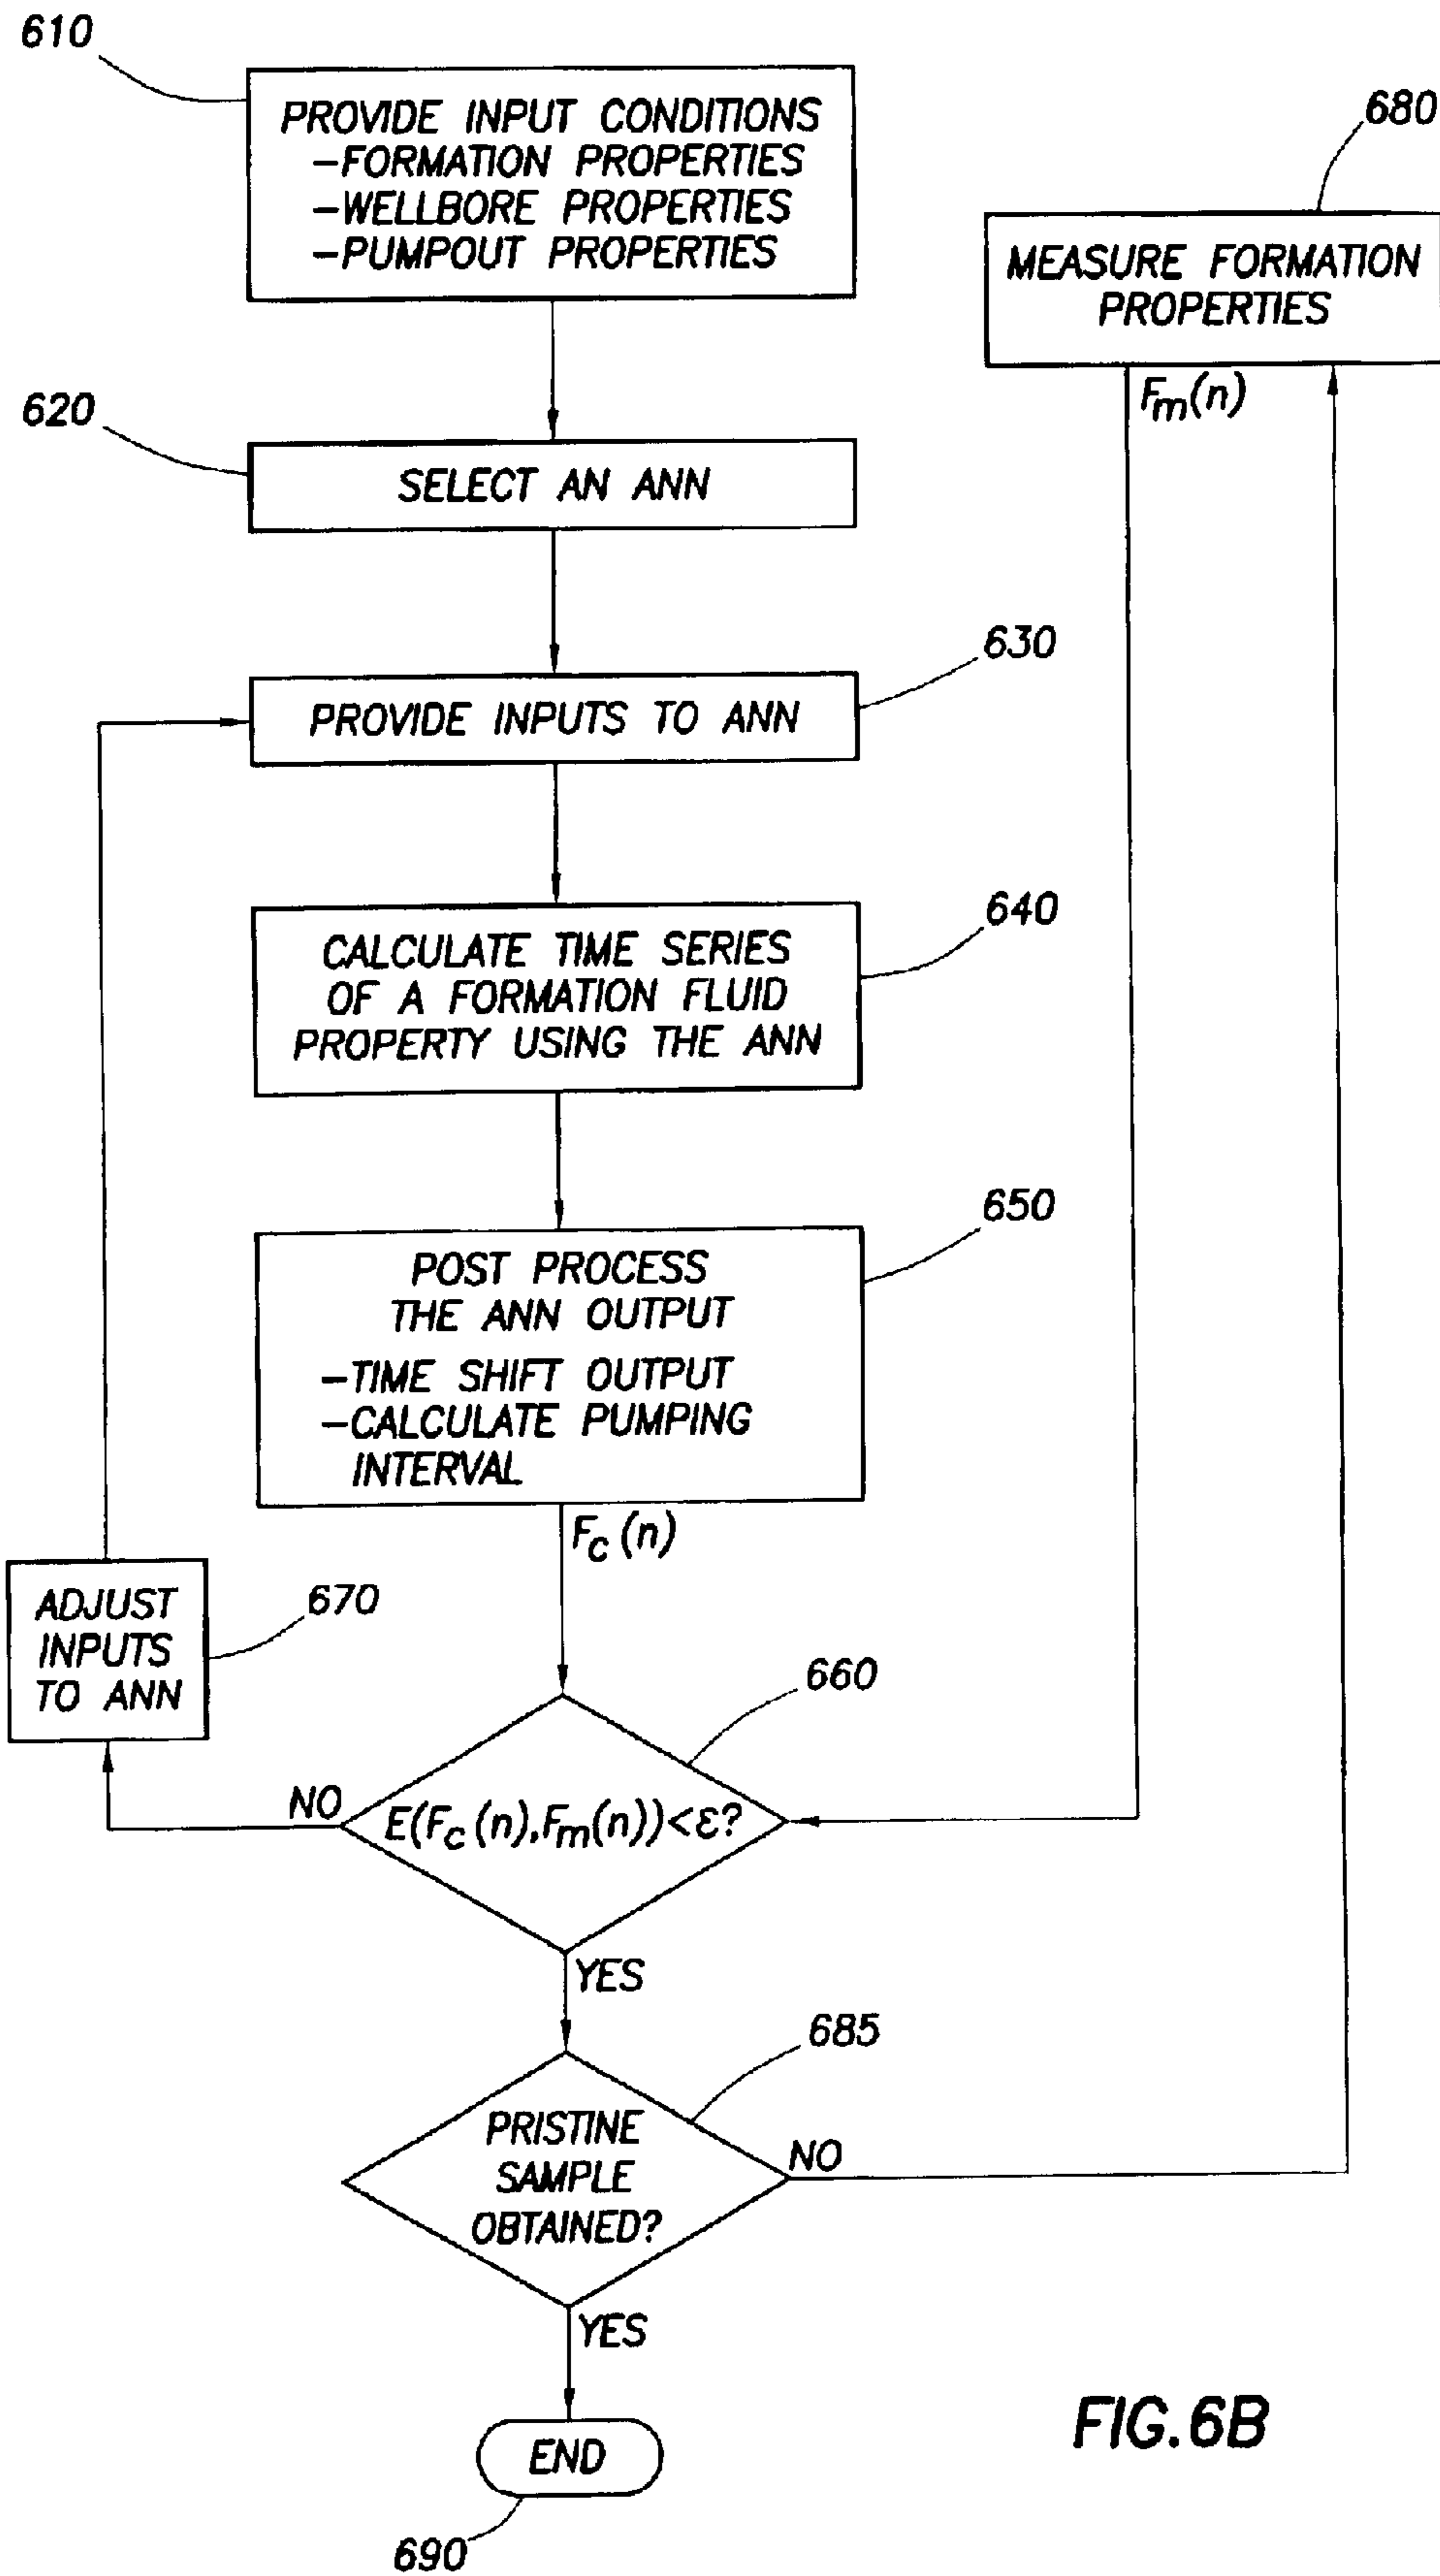 610
PROVIDE INPUT CONDITIONS
-FORMATION PROPERTIES
-WELLBORE PROPERTIES
-PUMPOUT PROPERTIES
680
MEASURE FORMATION
PROPERTIES
Fm(n)
620
SELECT AN ANN
630
PROVIDE INPUTS TO ANN
640
CALCULATE TIME SERIES
OF A FORMATION FLUID
PROPERTY USING THE ANN
650
POST PROCESS
THE ANN OUTPUT
-TIME SHIFT OUTPUT
-CALCULATE PUMPING
INTERVAL
Fc(n)
ADJUST
INPUTS
TO ANN
670
660
NO
E(Fc(n),Fm(n))<ε?
YES
685
PRISTINE
SAMPLE
OBTAINED?
NO
YES
END
690
FIG.6B